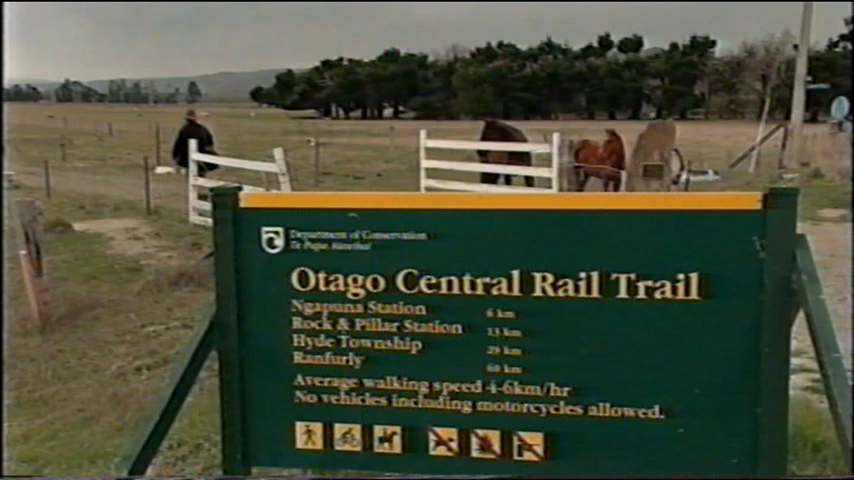 Department of Conservation
Te Papa Atawhai
Otago Central Rail Trail
Ngapuna Station 6 km
Rock & Pillar Station 13 km
Hyde Township 29 km
Ranfurly 60 km
Average walking speed 4-6km/hr
No vehicles including motorcycles allowed.